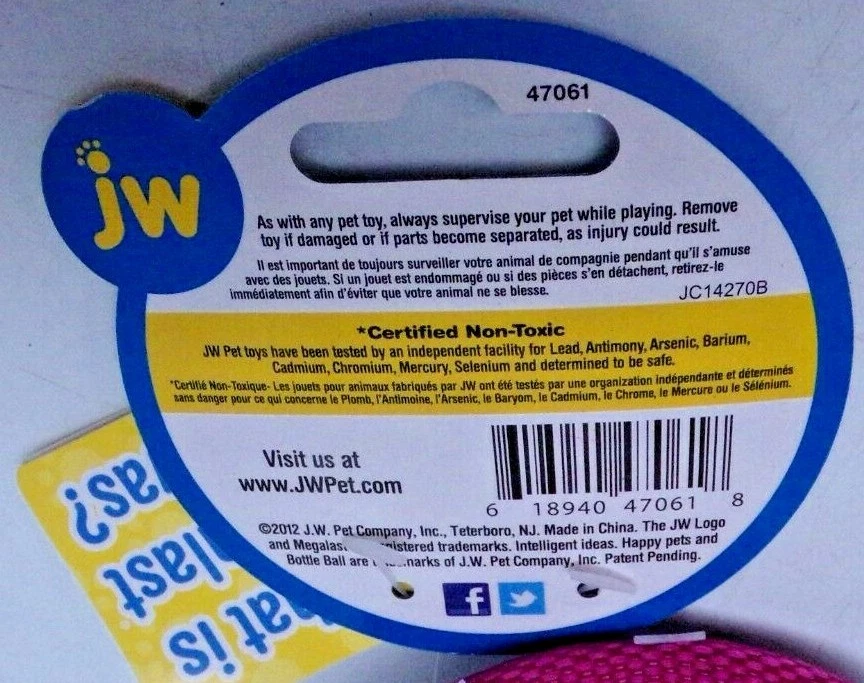 47061
jw
As with any pet toy, always supervise your pet while playing. Remove
toy if damaged or if parts become separated, as injury could result.
Il est important de toujours surveiller votre animal de compagnie pendant qu'il s'amuse
avec des jouets. Si un jouet est endommagé ou si des pièces s'en détachent, retirez-le
immédiatement afin d'éviter que votre animal ne se blesse.
JC14270B
*Certified Non-Toxic
JW Pet toys have been tested by an independent facility for Lead, Antimony, Arsenic, Barium,
Cadmium, Chromium, Mercury, Selenium and determined to be safe.
*Certifié Non-Toxique- Les jouets pour animaux fabriqués par JW ont été testés par une organization indépendante et déterminés
sans danger pour ce qui concerne le Plomb, l'Antimoine, l'Arsenic, le Baryom, le Cadmium, le Chrome, le Mercure ou le Sélénium.
Visit us at
www.JWPet.com
6 18940 47061 8
©2012 J.W. Pet Company, Inc., Teterboro, NJ. Made in China. The JW Logo
and trademarks. Intelligent ideas. Happy pets and
Bottle Ball are of J.W. Pet Company, Inc. Patent Pending.
is